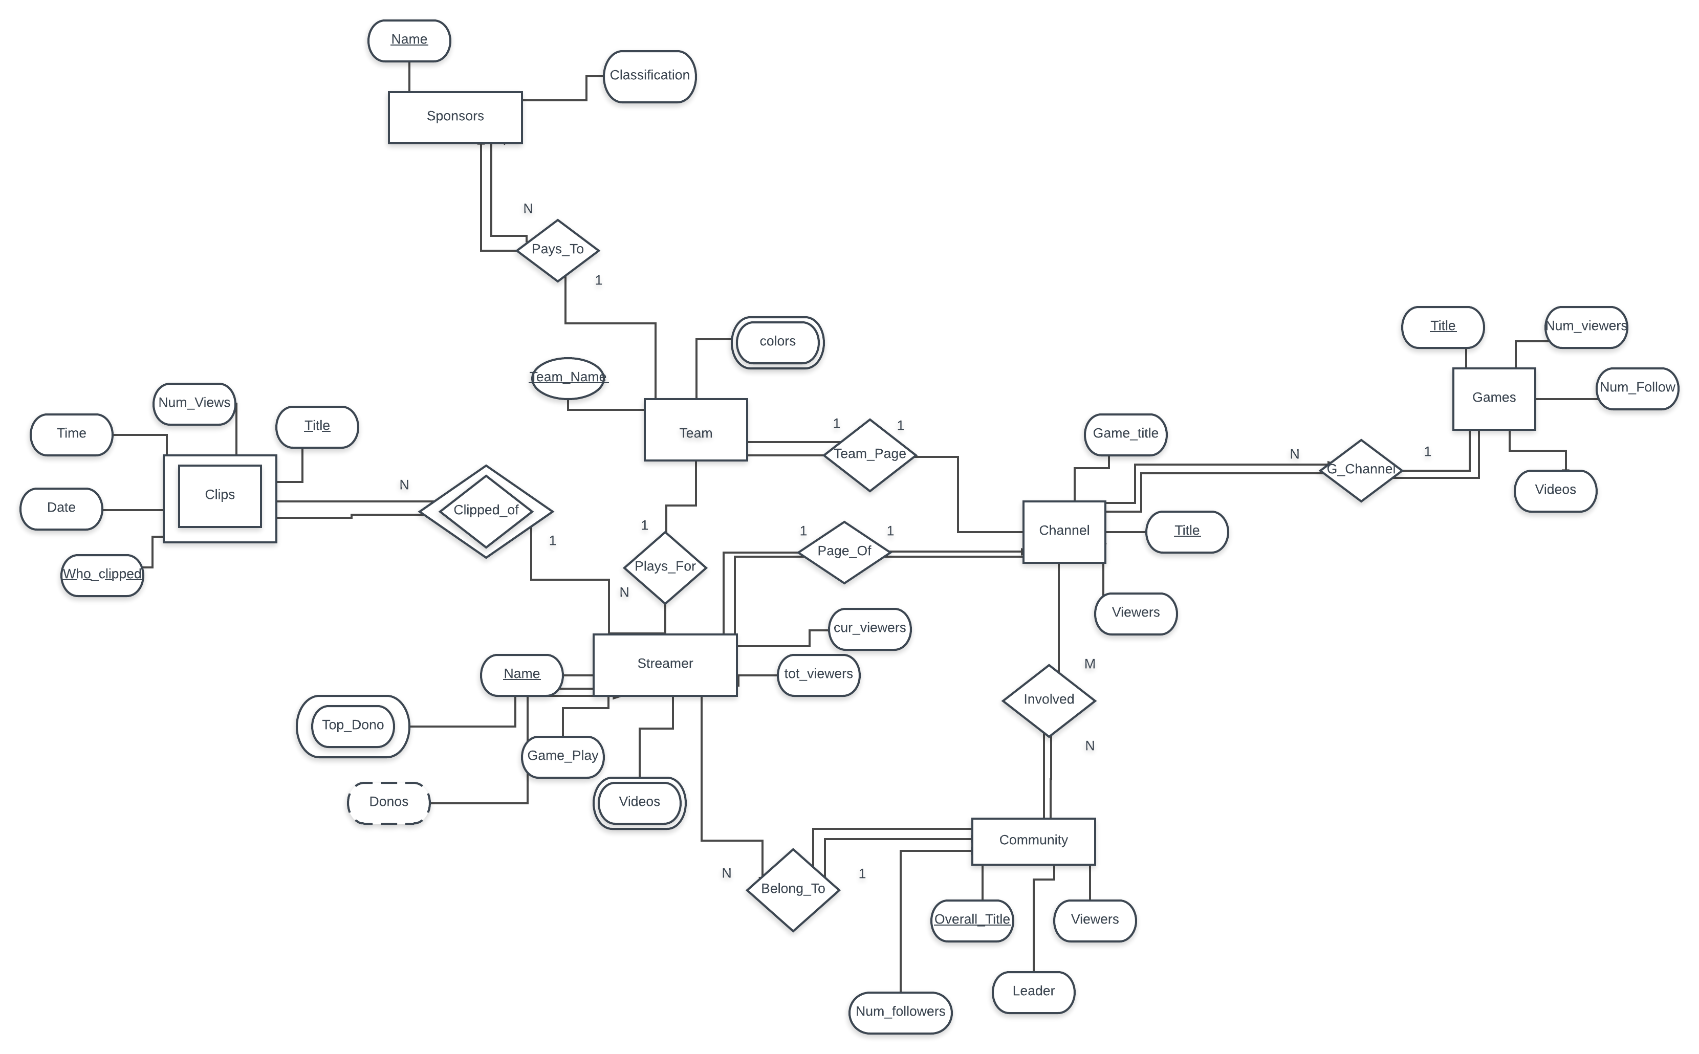 Name
Classification
Sponsors
N
Pays_To
1
colors
Team_Name
Team
Title
Num_viewers
Num_Follow
Games
Videos
Num_Views
Title
Time
Clips
Date
Who_clipped
N
Clipped_of
1
1
1
Team_Page
Game_title
N
1
G_Channel
Channel
Title
Viewers
1
Plays_For
N
1
1
Page_Of
cur_viewers
Streamer
tot_viewers
Name
Top_Dono
Game_Play
Donos
Videos
M
Involved
N
Community
N
Belong_To
1
Overall_Title
Viewers
Leader
Num_followers